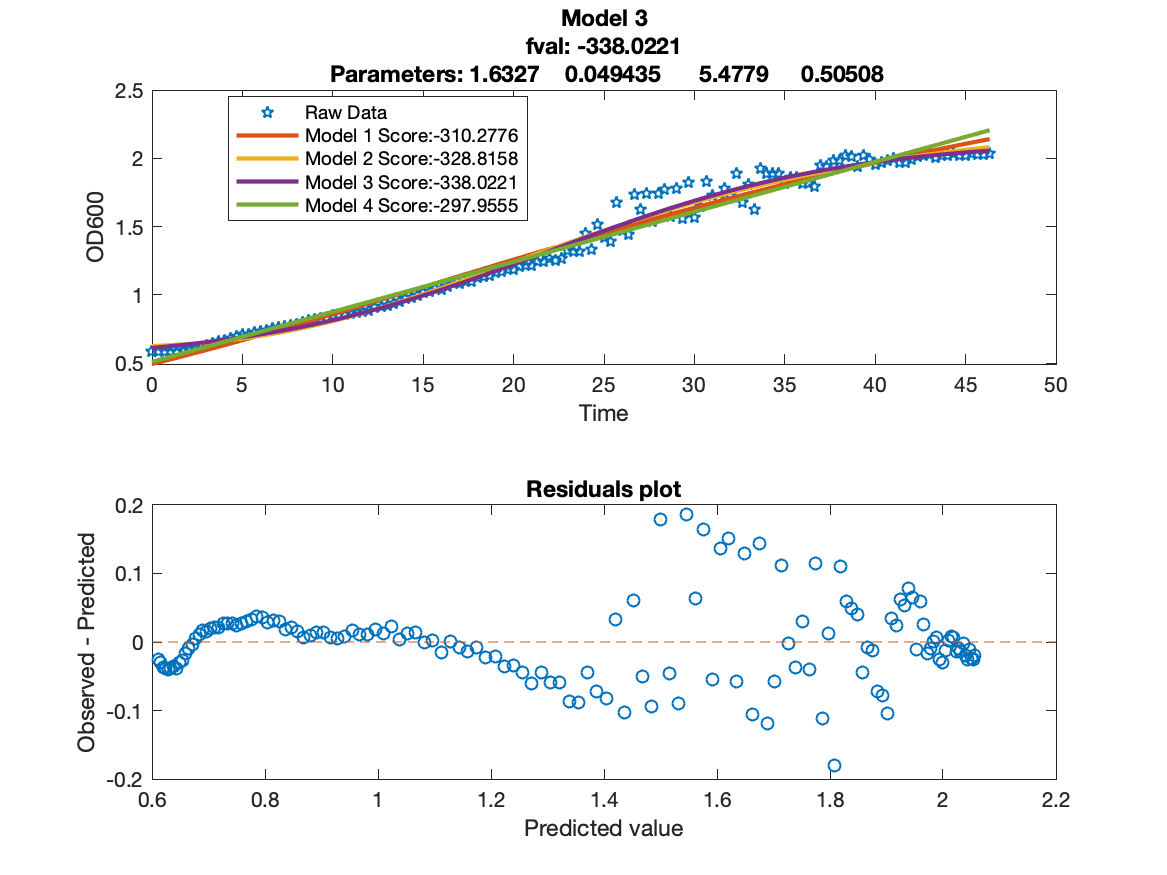 Model 3
fval: -338.0221
Parameters: 1.6327 0.049435 5.4779 0.50508
2.5
2
1.5
1
0.5
OD600
Raw Data
Model 1 Score:-310.2776
Model 2 Score:-328.8158
Model 3 Score:-338.0221
Model 4 Score:-297.9555
0 5 10 15 20 25 30 35 40 45 50
Time
Residuals plot
0.2
0.1
0
-0.1
-0.2
Observed - Predicted
0.6 0.8 1 1.2 1.4 1.6 1.8 2 2.2
Predicted value